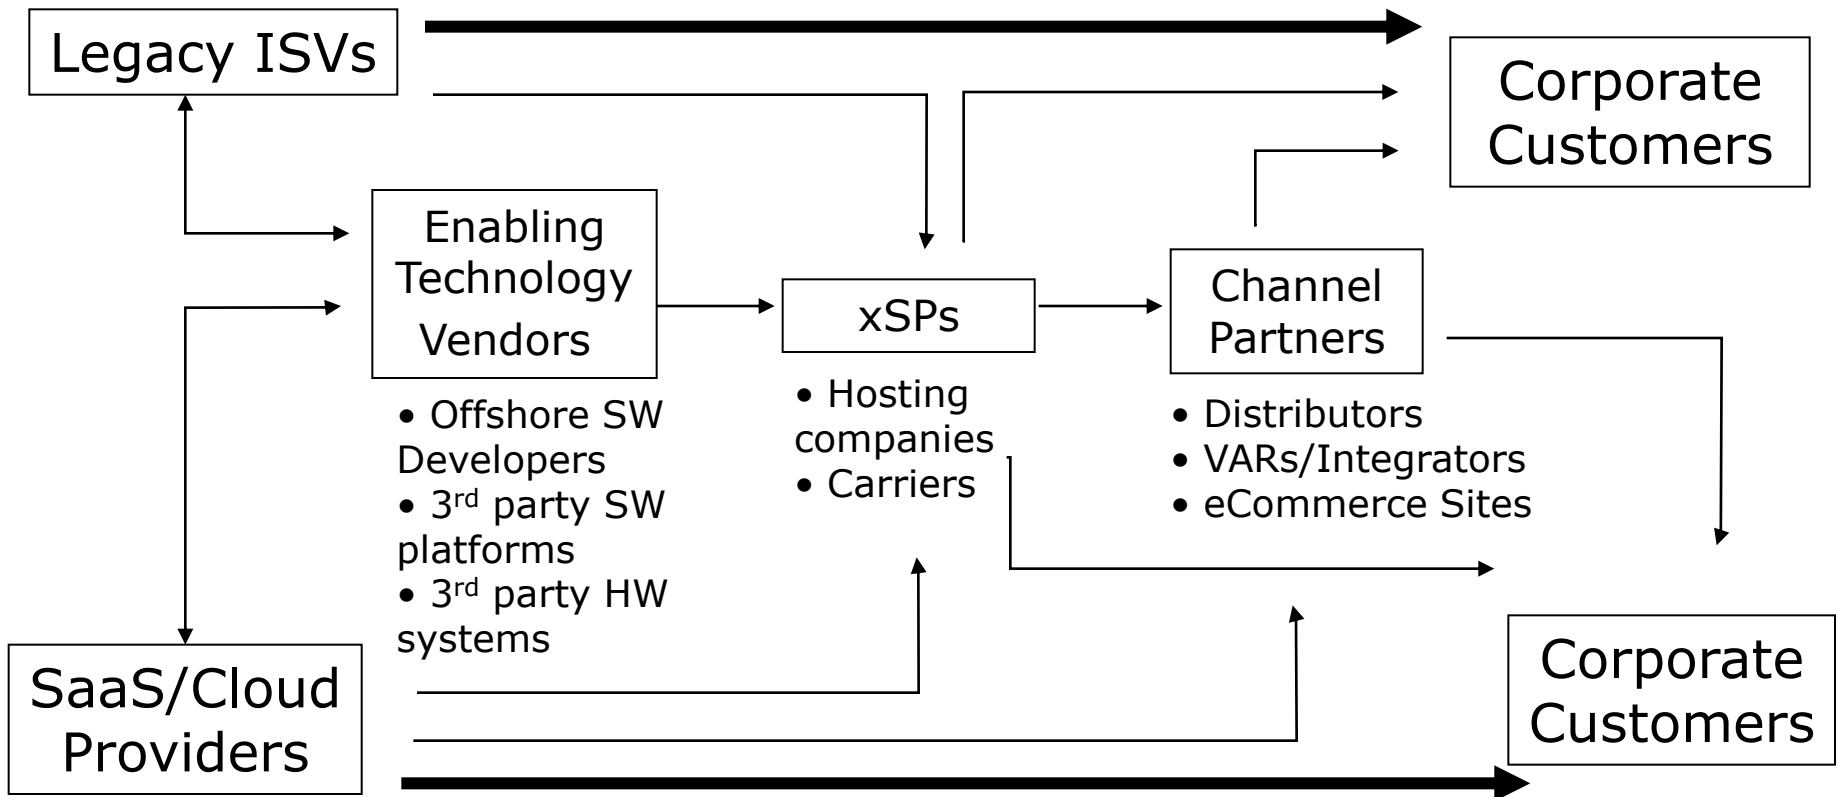 Legacy ISVs
Corporate
Customers
Enabling
Technology
Vendors
• Offshore SW
Developers
• 3rd party SW
platforms
• 3rd party HW
systems
xSPs
• Hosting
companies
• Carriers
Channel
Partners
• Distributors
• VARs/Integrators
• eCommerce Sites
SaaS/Cloud
Providers
Corporate
Customers